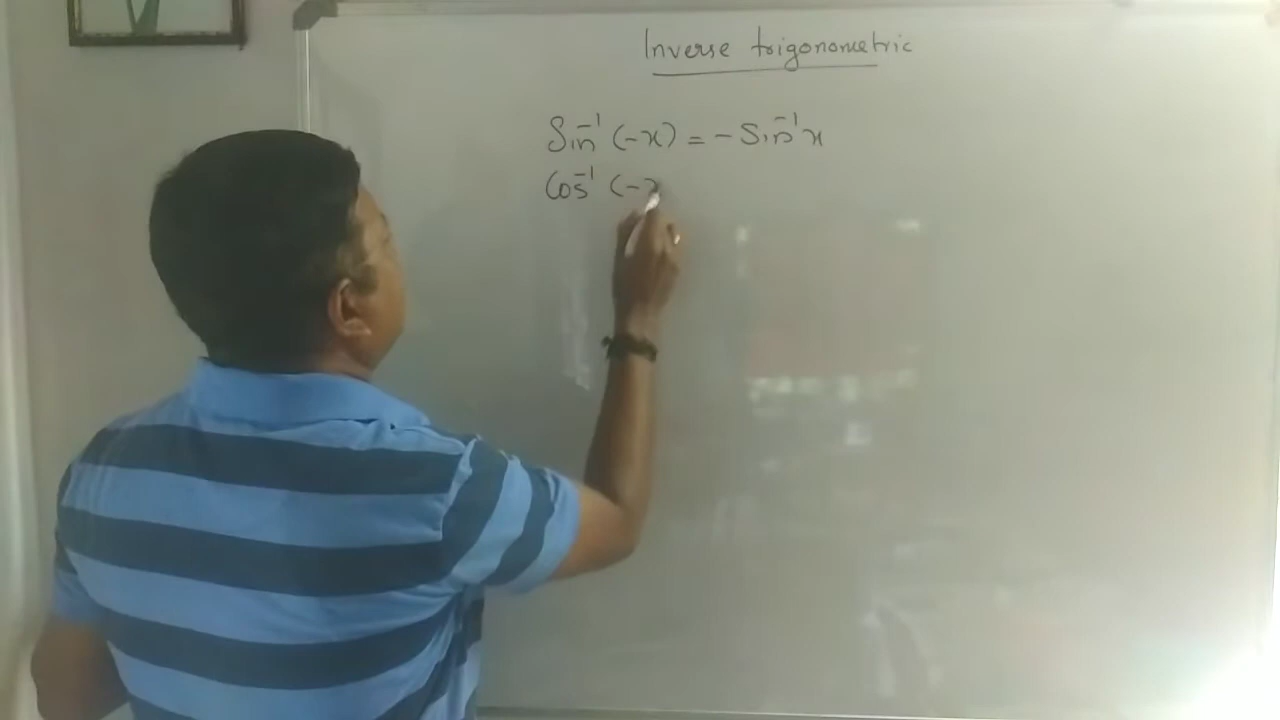 Inverse trigonometric
Sin⁻¹ (-x) = - Sin⁻¹x
Cos⁻¹ (-x